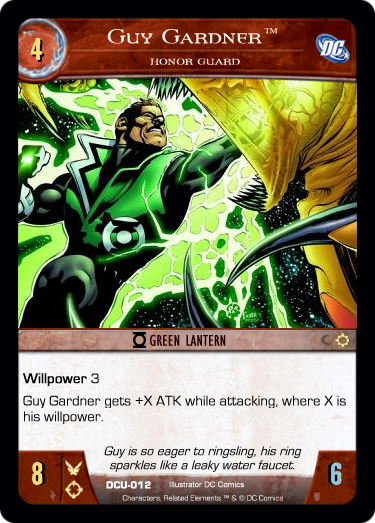 4
Guy Gardner™
DC
HONOR GUARD
GREEN LANTERN
Willpower 3
Guy Gardner gets +X ATK while attacking, where X is
his willpower.
Guy is so eager to ringsling, his ring
sparkles like a leaky water faucet.
8
DCU-012
Illustrator DC Comics
6
Characters, Related Elements ™ & © DC Comics